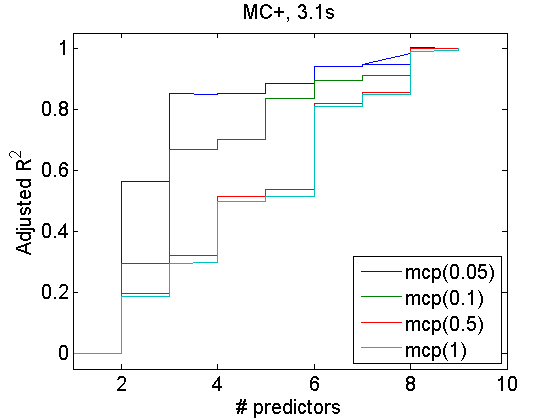 MC+, 3.1s
Adjusted R²
1
0.8
0.6
0.4
0.2
0
2 4 6 8 10
# predictors
mcp(0.05)
mcp(0.1)
mcp(0.5)
mcp(1)